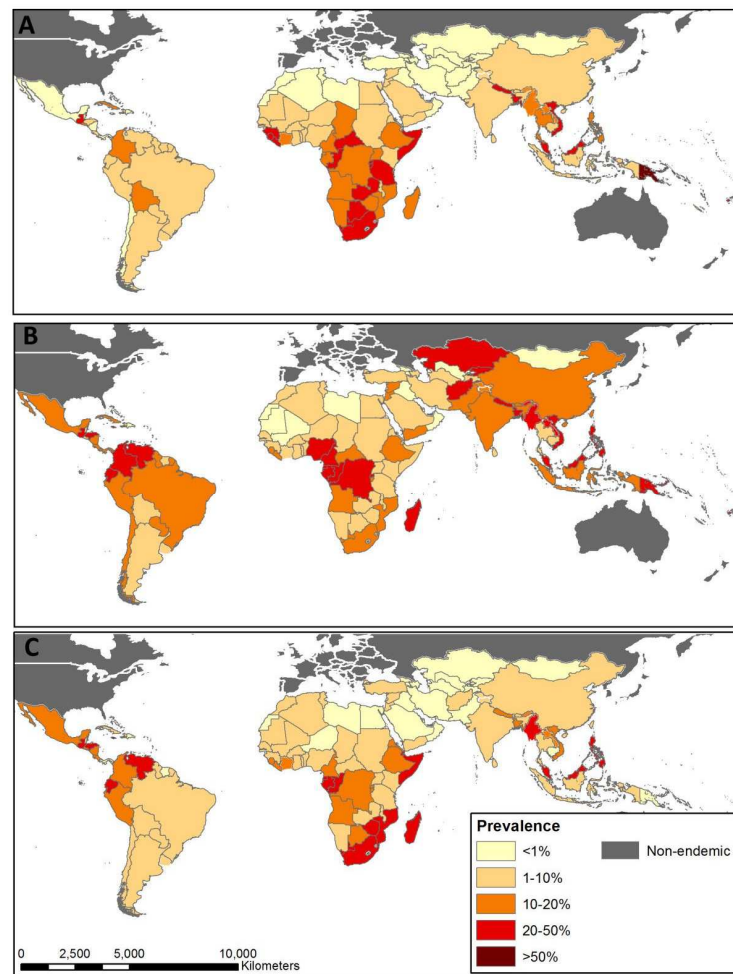 A
B
C
Prevalence
<1%
Non-endemic
1-10%
10-20%
20-50%
>50%
0 2,500 5,000 10,000
Kilometers